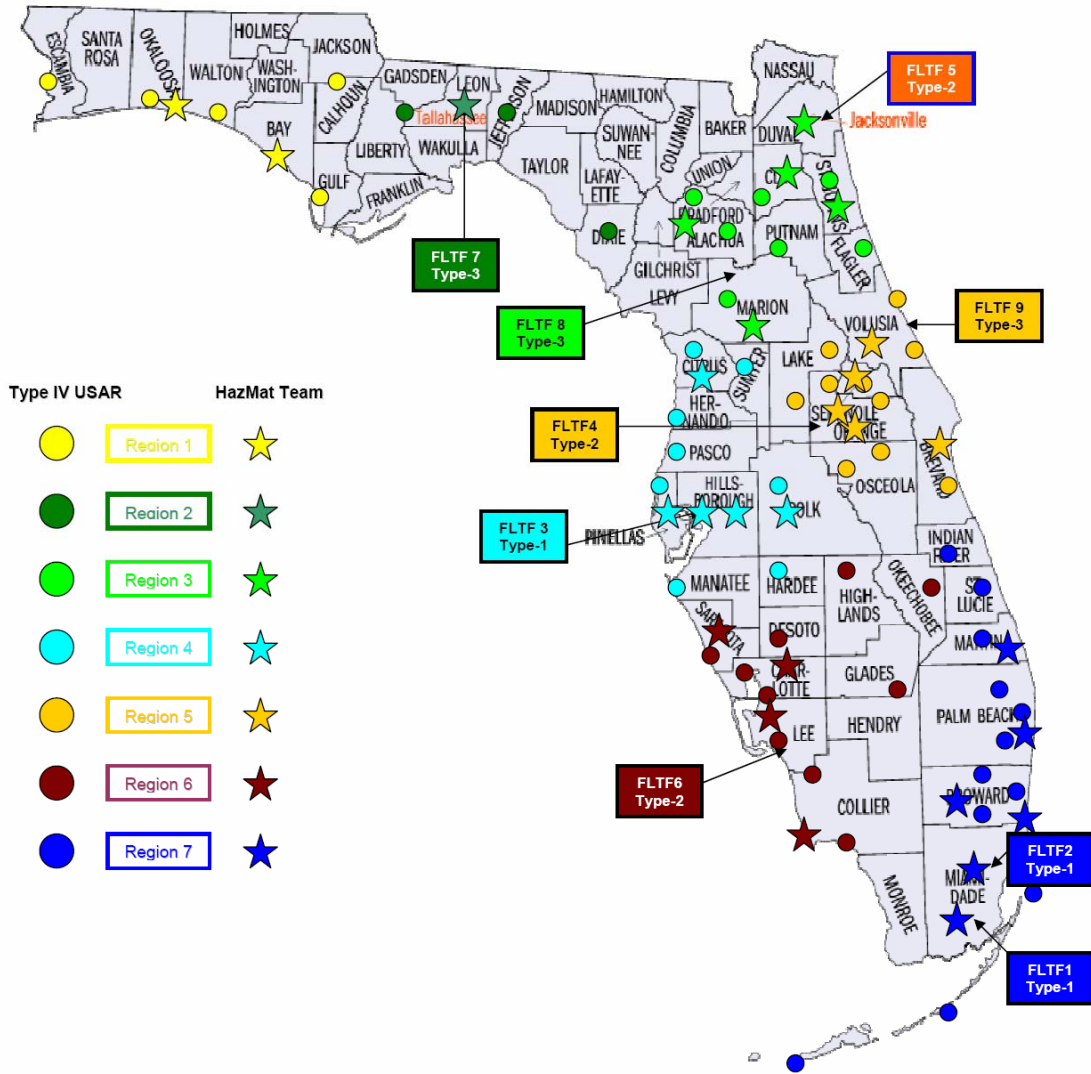 ESCAMBIA
SANTA
ROSA
OKALOOSA
WALTON
HOLMES
WASH-
INGTON
JACKSON
BAY
CALHOUN
GULF
GADSDEN
LIBERTY
FRANKLIN
LEON
Tallahassee
WAKULLA
JEFFERSON
MADISON
TAYLOR
HAMILTON
SUWAN-
NEE
LAFAY-
ETTE
DIXIE
COLUMBIA
BAKER
UNION
BRADFORD
ALACHUA
GILCHRIST
LEVY
NASSAU
DUVAL
Jacksonville
PUTNAM
FLAGLER
FLTF 5
Type-2
FLTF 7
Type-3
FLTF 8
Type-3
MARION
VOLUSIA
FLTF 9
Type-3
CITRUS
SUMTER
LAKE
HER-
NANDO
PASCO
FLTF4
Type-2
SEMINOLE
ORANGE
OSCEOLA
BREVARD
Type IV USAR
HazMat Team
Region 1
Region 2
Region 3
Region 4
Region 5
Region 6
Region 7
HILLS-
BOROUGH
POLK
PINELLAS
FLTF 3
Type-1
INDIAN
RIVER
MANATEE
HARDEE
HIGH-
LANDS
OKEECHOBEE
ST.
LUCIE
SARASOTA
DESOTO
MARTIN
CHAR-
LOTTE
GLADES
LEE
HENDRY
PALM BEACH
FLTF6
Type-2
COLLIER
BROWARD
MONROE
MIAMI-
DADE
FLTF2
Type-1
FLTF1
Type-1